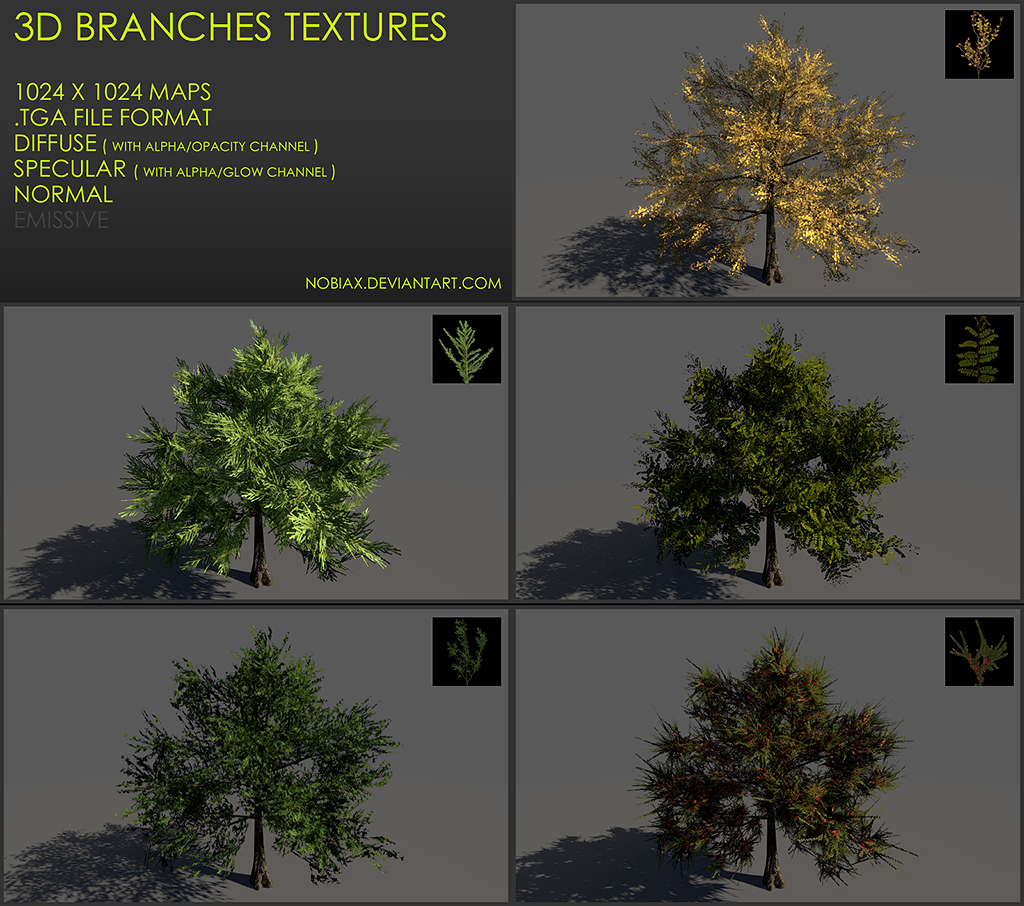 3D BRANCHES TEXTURES
1024 X 1024 MAPS
.TGA FILE FORMAT
DIFFUSE ( WITH ALPHA/OPACITY CHANNEL )
SPECULAR ( WITH ALPHA/GLOW CHANNEL )
NORMAL
EMISSIVE
NOBIAX.DEVIANTART.COM